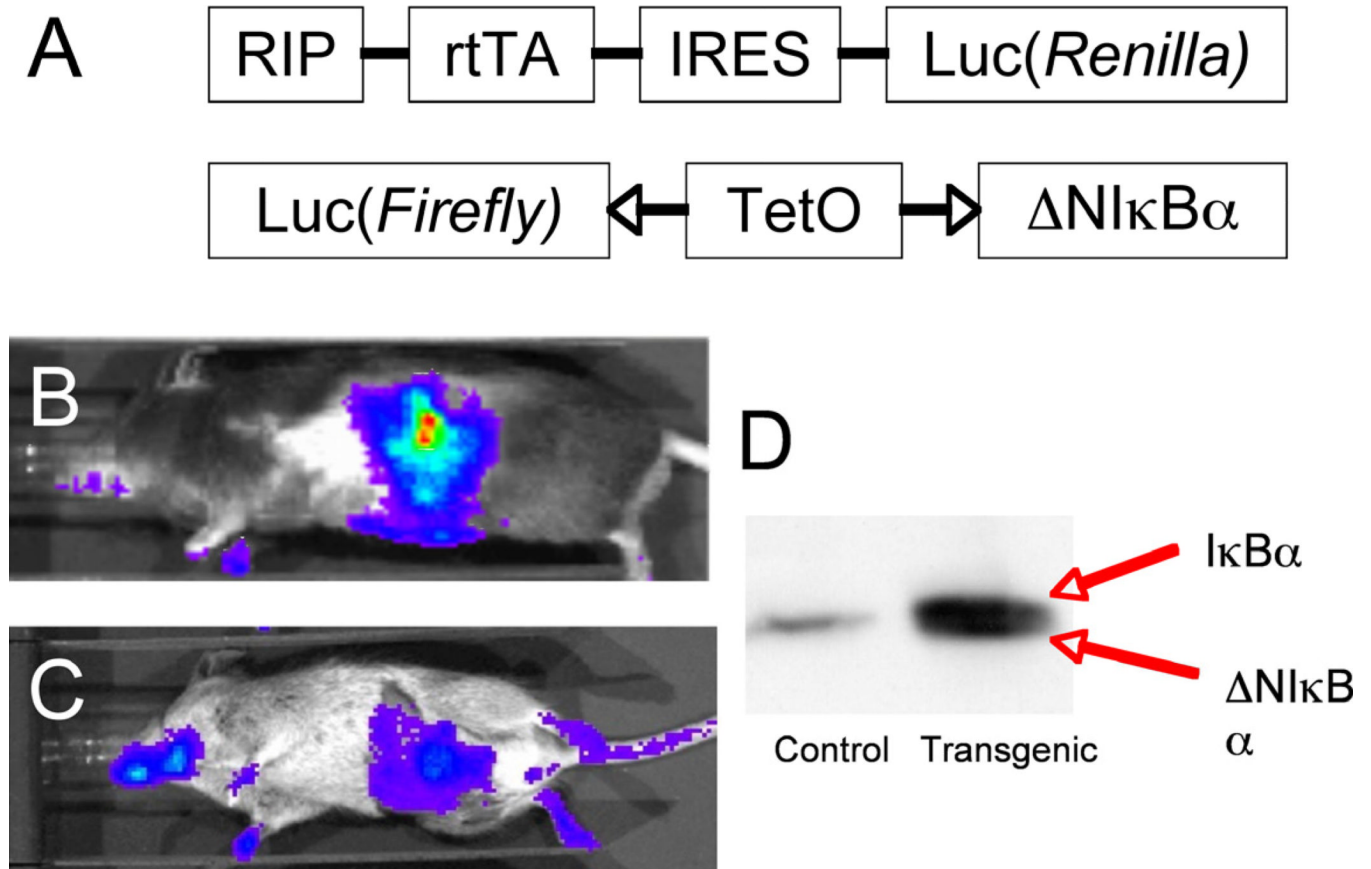 A
RIP rtTA IRES Luc(Renilla)
Luc(Firefly) TetO ΔNIκBα
B
C
D
IκBα
ΔNIκB
α
Control Transgenic